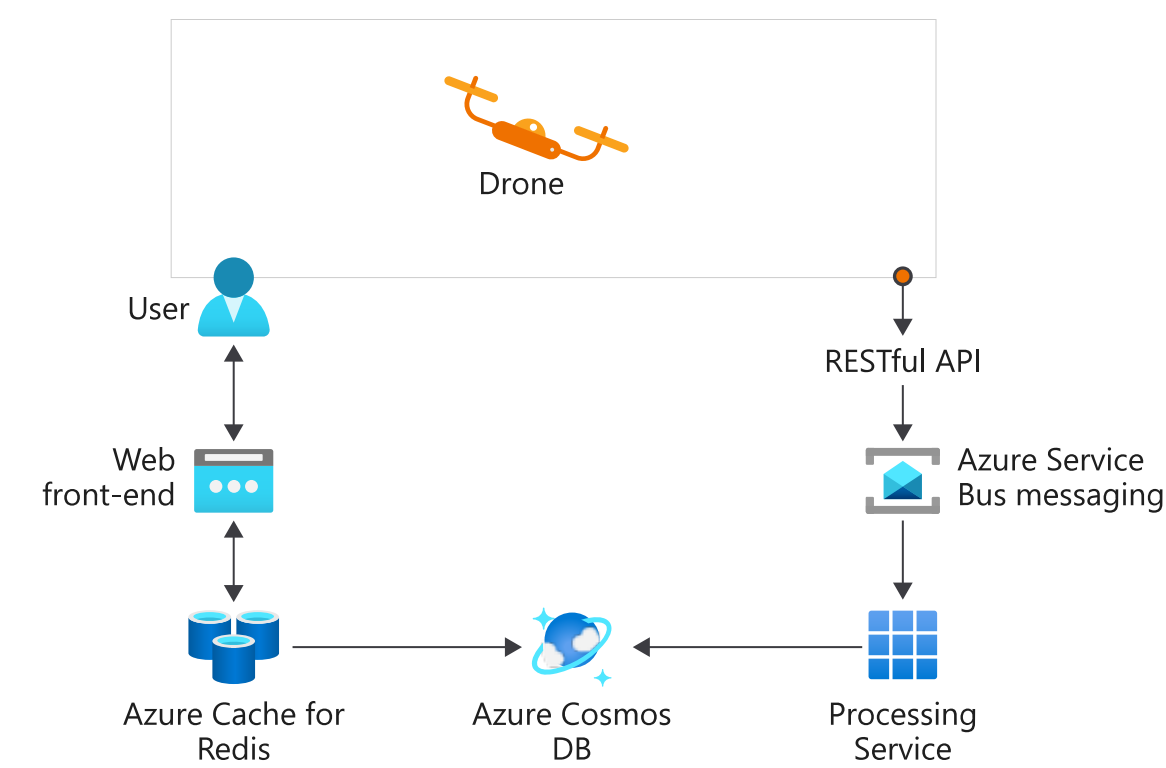 Drone
User
RESTful API
Web
front-end
Azure Service
Bus messaging
Azure Cache for
Redis
Azure Cosmos
DB
Processing
Service